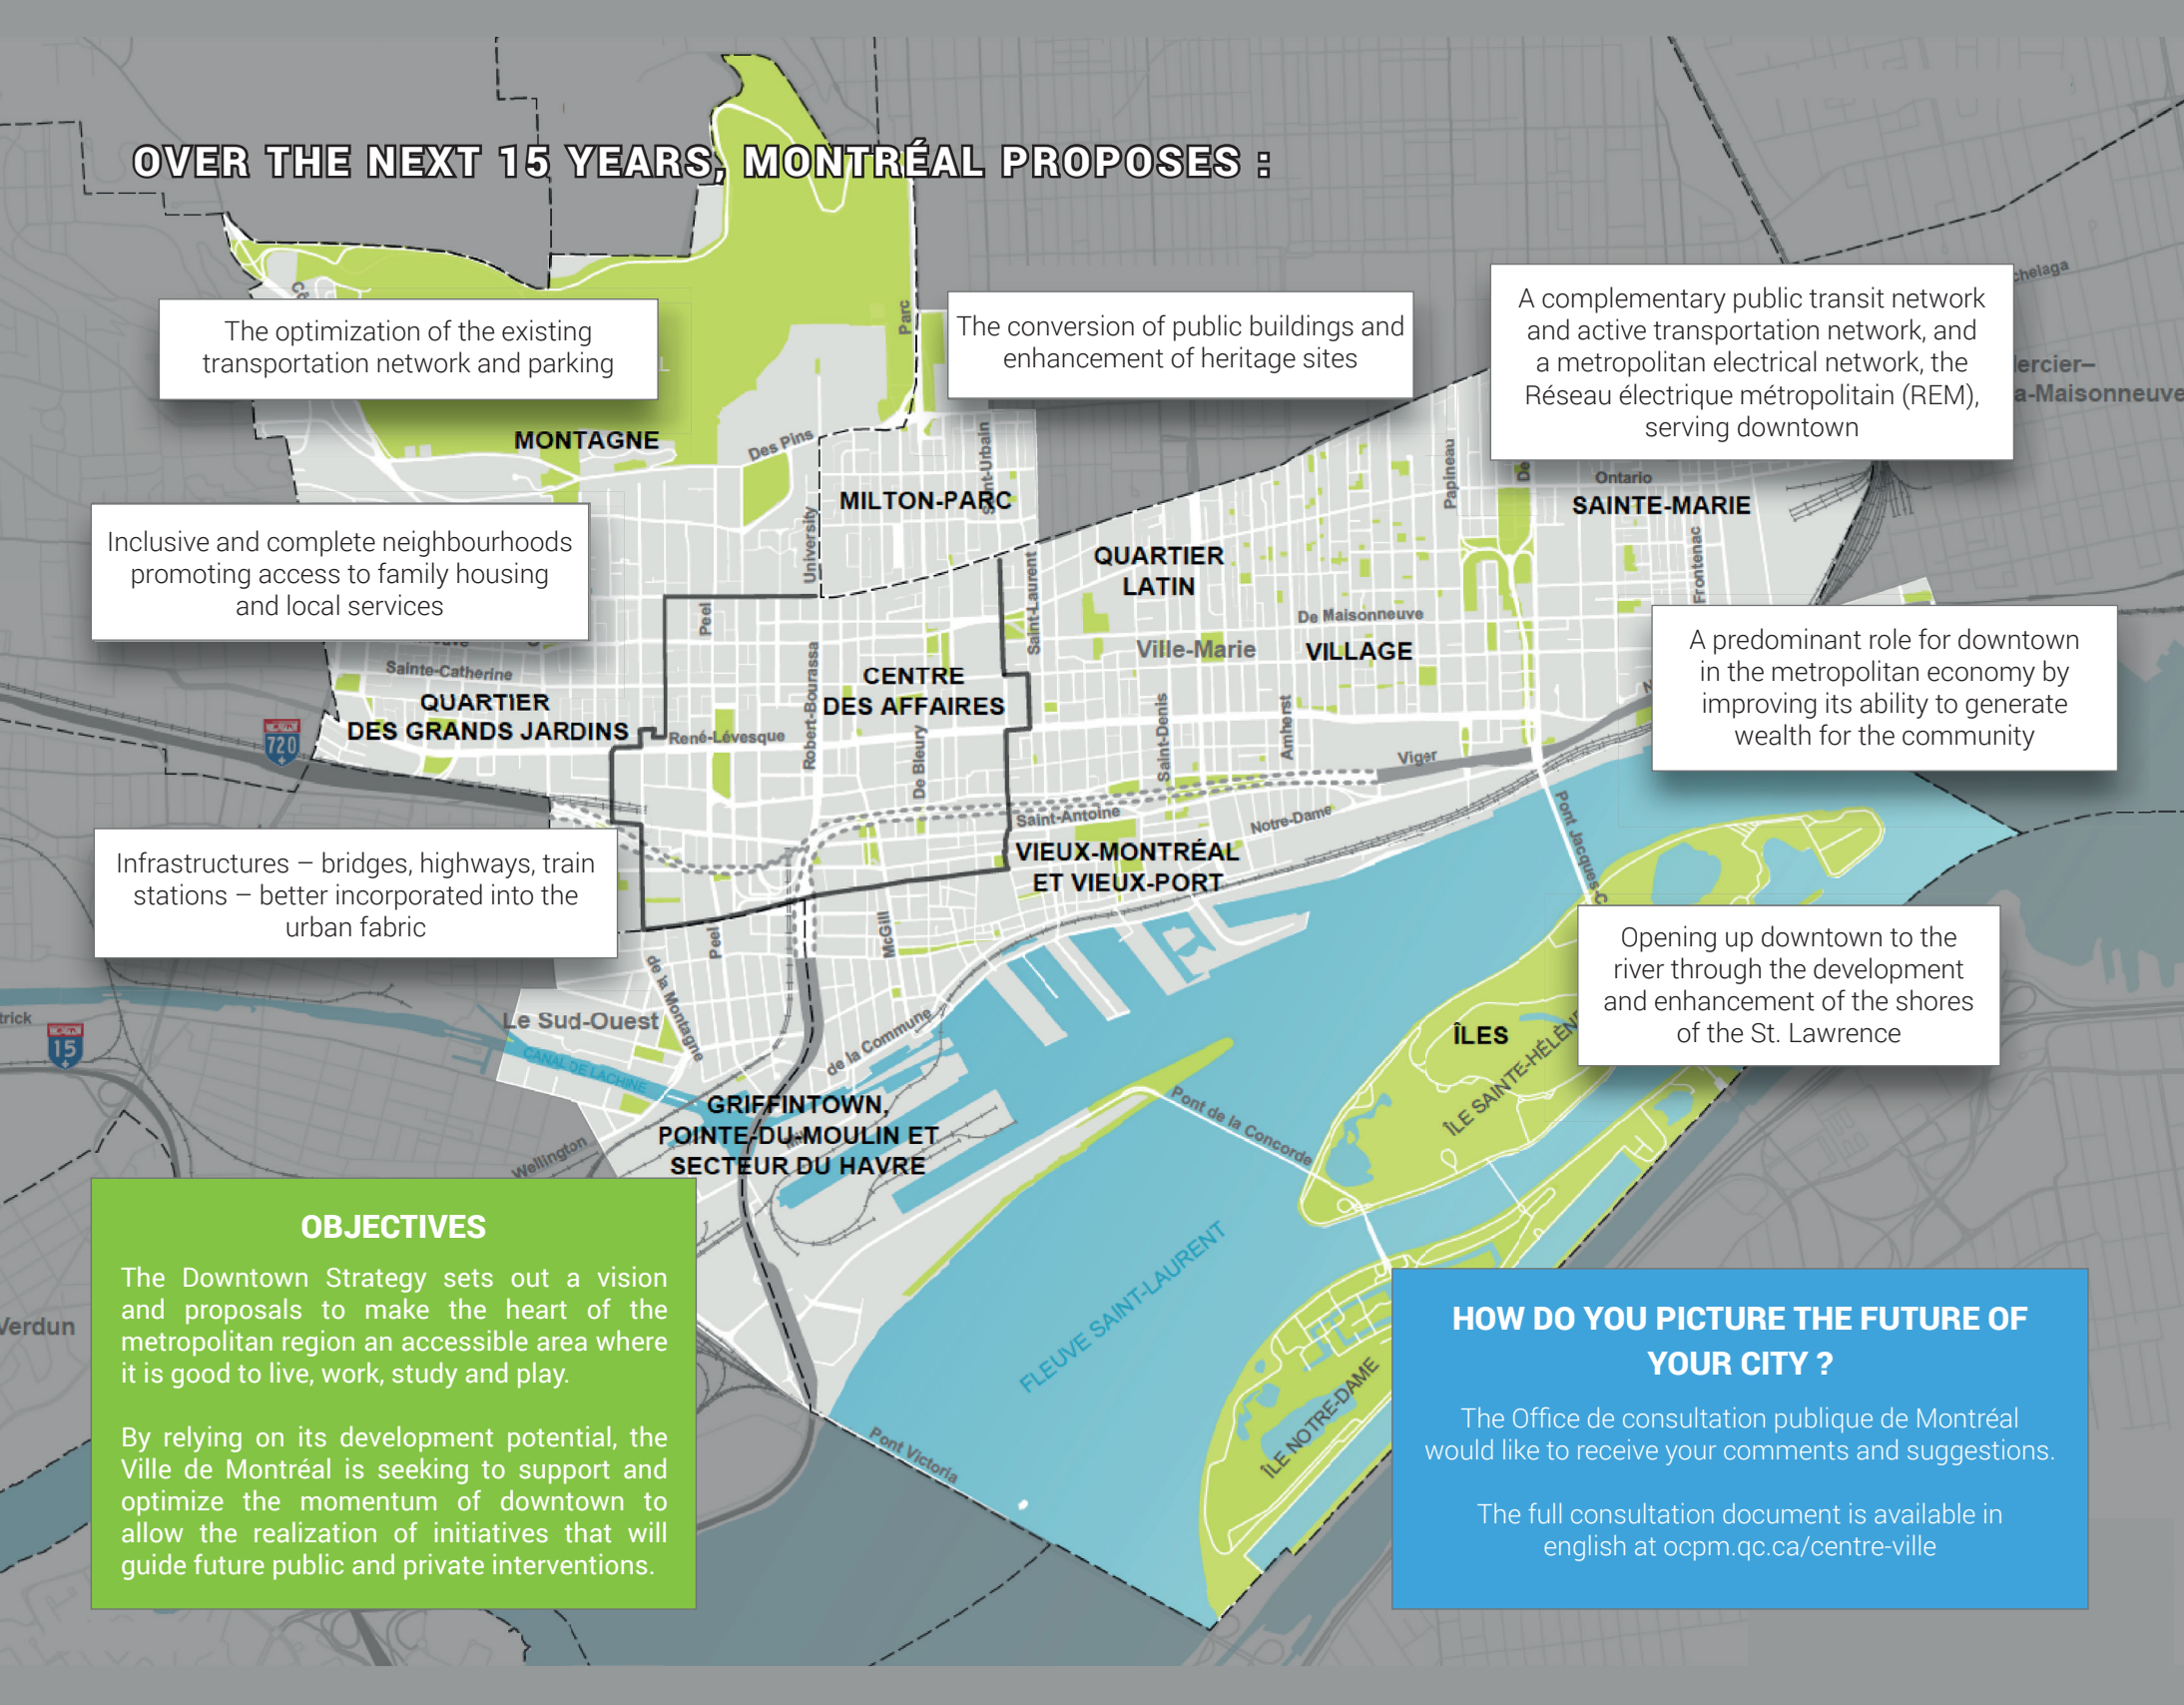 OVER THE NEXT 15 YEARS, MONTRÉAL PROPOSES :
The optimization of the existing
transportation network and parking
The conversion of public buildings and
enhancement of heritage sites
A complementary public transit network
and active transportation network, and
a metropolitan electrical network, the
Réseau électrique métropolitain (REM),
serving downtown
Inclusive and complete neighbourhoods
promoting access to family housing
and local services
A predominant role for downtown
in the metropolitan economy by
improving its ability to generate
wealth for the community
Infrastructures – bridges, highways, train
stations – better incorporated into the
urban fabric
Opening up downtown to the
river through the development
and enhancement of the shores
of the St. Lawrence
Parc
MONTAGNE
Des Pins
University
MILTON-PARC
Papineau
Ontario
SAINTE-MARIE
Frontenac
QUARTIER
LATIN
Saint-Laurent
Peel
De Maisonneuve
Ville-Marie
VILLAGE
Sainte-Catherine
QUARTIER
DES GRANDS JARDINS
720
CENTRE
DES AFFAIRES
Robert-Bourassa
René-Lévesque
De Bleury
Saint-Denis
Amherst
Viger
Saint-Antoine
Notre-Dame
VIEUX-MONTRÉAL
ET VIEUX-PORT
Peel
McGill
de la Montagne
Le Sud-Ouest
15
CANAL DE LACHINE
de la Commune
GRIFFINTOWN,
POINTE-DU-MOULIN ET
SECTEUR DU HAVRE
Wellington
Pont de la Concorde
ÎLES
FLEUVE SAINT-LAURENT
ÎLE NOTRE-DAME
Pont Victoria
Verdun
OBJECTIVES
The Downtown Strategy sets out a vision
and proposals to make the heart of the
metropolitan region an accessible area where
it is good to live, work, study and play.
By relying on its development potential, the
Ville de Montréal is seeking to support and
optimize the momentum of downtown to
allow the realization of initiatives that will
guide future public and private interventions.
HOW DO YOU PICTURE THE FUTURE OF
YOUR CITY ?
The Office de consultation publique de Montréal
would like to receive your comments and suggestions.
The full consultation document is available in
english at ocpm.qc.ca/centre-ville